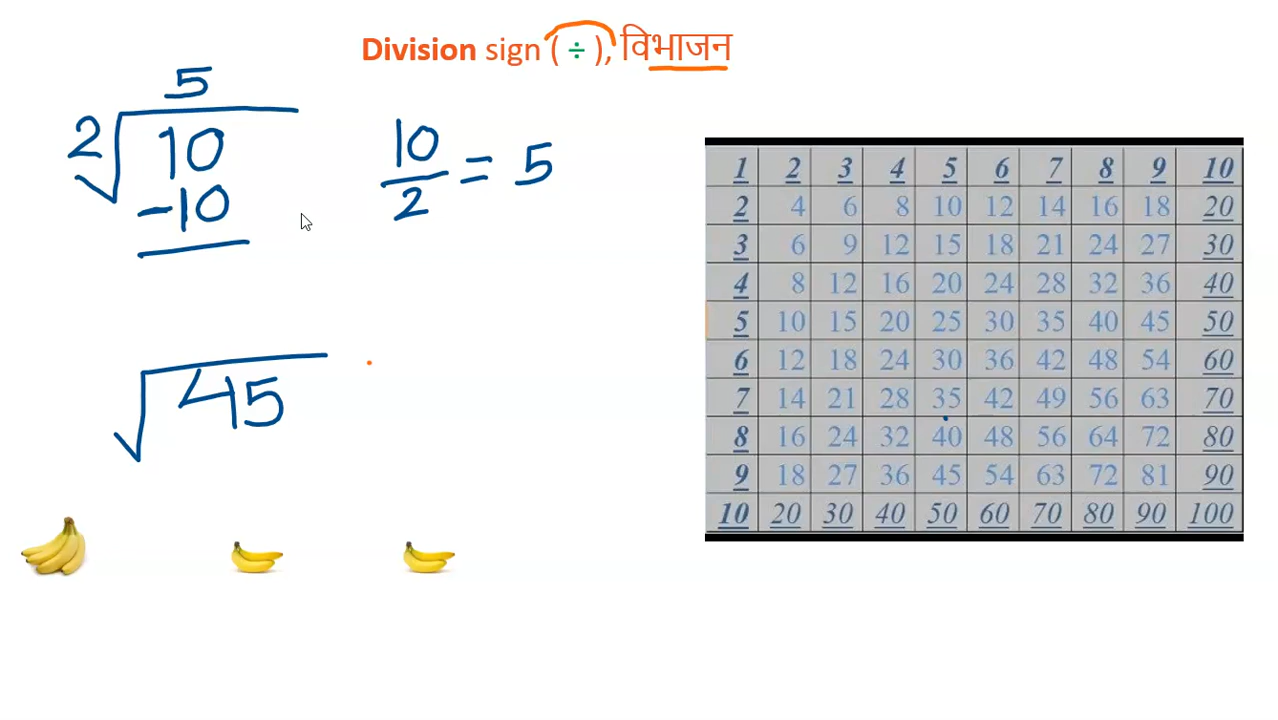 Division sign ( ÷ ), विभाजन
5
2 10
-10
10/2 = 5
45
1 2 3 4 5 6 7 8 9 10
2 4 6 8 10 12 14 16 18 20
3 6 9 12 15 18 21 24 27 30
4 8 12 16 20 24 28 32 36 40
5 10 15 20 25 30 35 40 45 50
6 12 18 24 30 36 42 48 54 60
7 14 21 28 35 42 49 56 63 70
8 16 24 32 40 48 56 64 72 80
9 18 27 36 45 54 63 72 81 90
10 20 30 40 50 60 70 80 90 100